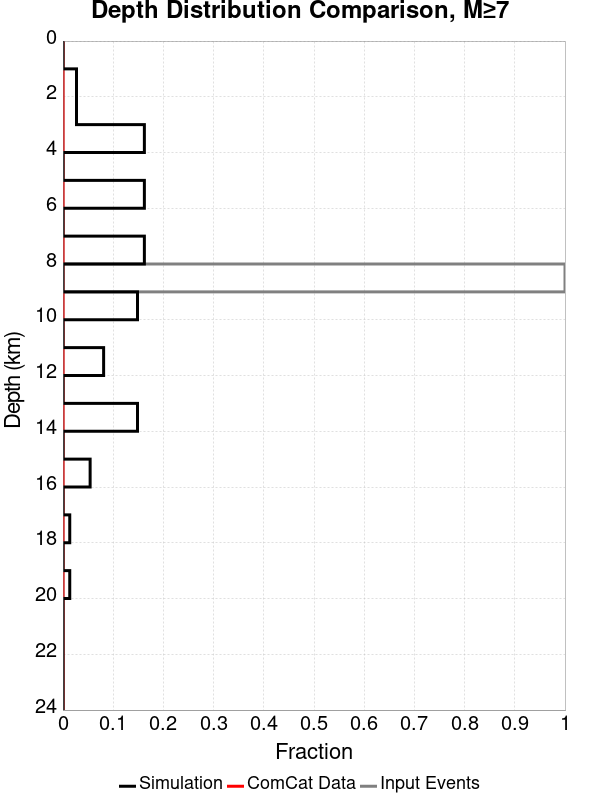 Depth Distribution Comparison, M≥7
0
2
4
6
8
10
12
14
16
18
20
22
24
Depth (km)
0 0.1 0.2 0.3 0.4 0.5 0.6 0.7 0.8 0.9 1
Fraction
Simulation ComCat Data Input Events